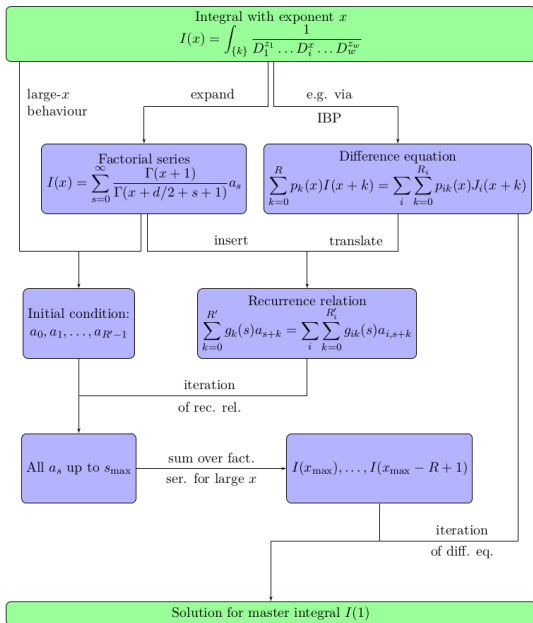 Integral with exponent x
I(x) = ∫_{{k}} 1 / (D_1^{z_1} … D_i^x … D_w^{z_w})
large-x
behaviour
expand
e.g. via
IBP
Factorial series
I(x) = ∑_{s=0}^{∞} Γ(x+1) / Γ(x+d/2+s+1) a_s
Difference equation
∑_{k=0}^{R} p_k(x)I(x+k) = ∑_i ∑_{k=0}^{R_i} p_{ik}(x)J_i(x+k)
insert
translate
Initial condition:
a_0, a_1, …, a_{R′−1}
Recurrence relation
∑_{k=0}^{R′} g_k(s)a_{s+k} = ∑_i ∑_{k=0}^{R′_i} g_{ik}(s)a_{i,s+k}
iteration
of rec. rel.
All a_s up to s_max
sum over fact.
ser. for large x
I(x_max), …, I(x_max − R + 1)
iteration
of diff. eq.
Solution for master integral I(1)